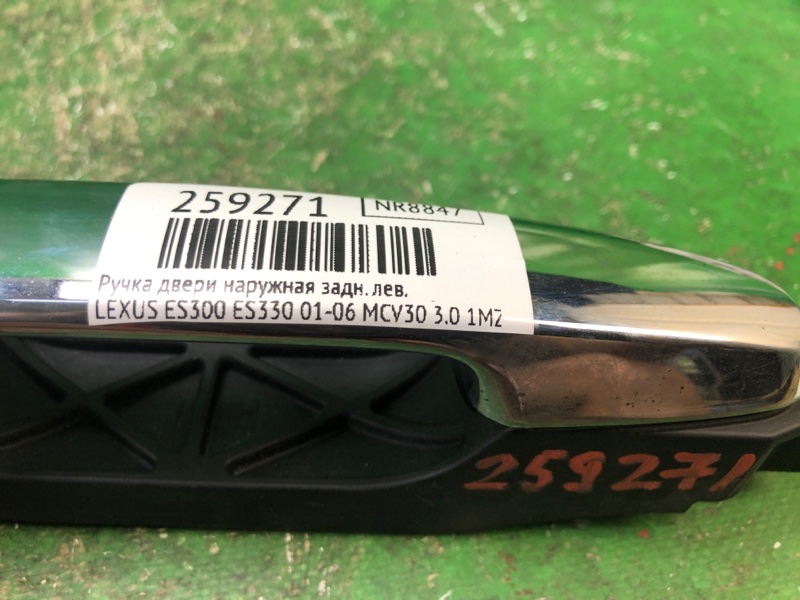 259271 NR8847
Ручка двери наружная задн.лев.
LEXUS ES300 ES330 01-06 MCV30 3.0 1MZ
259271